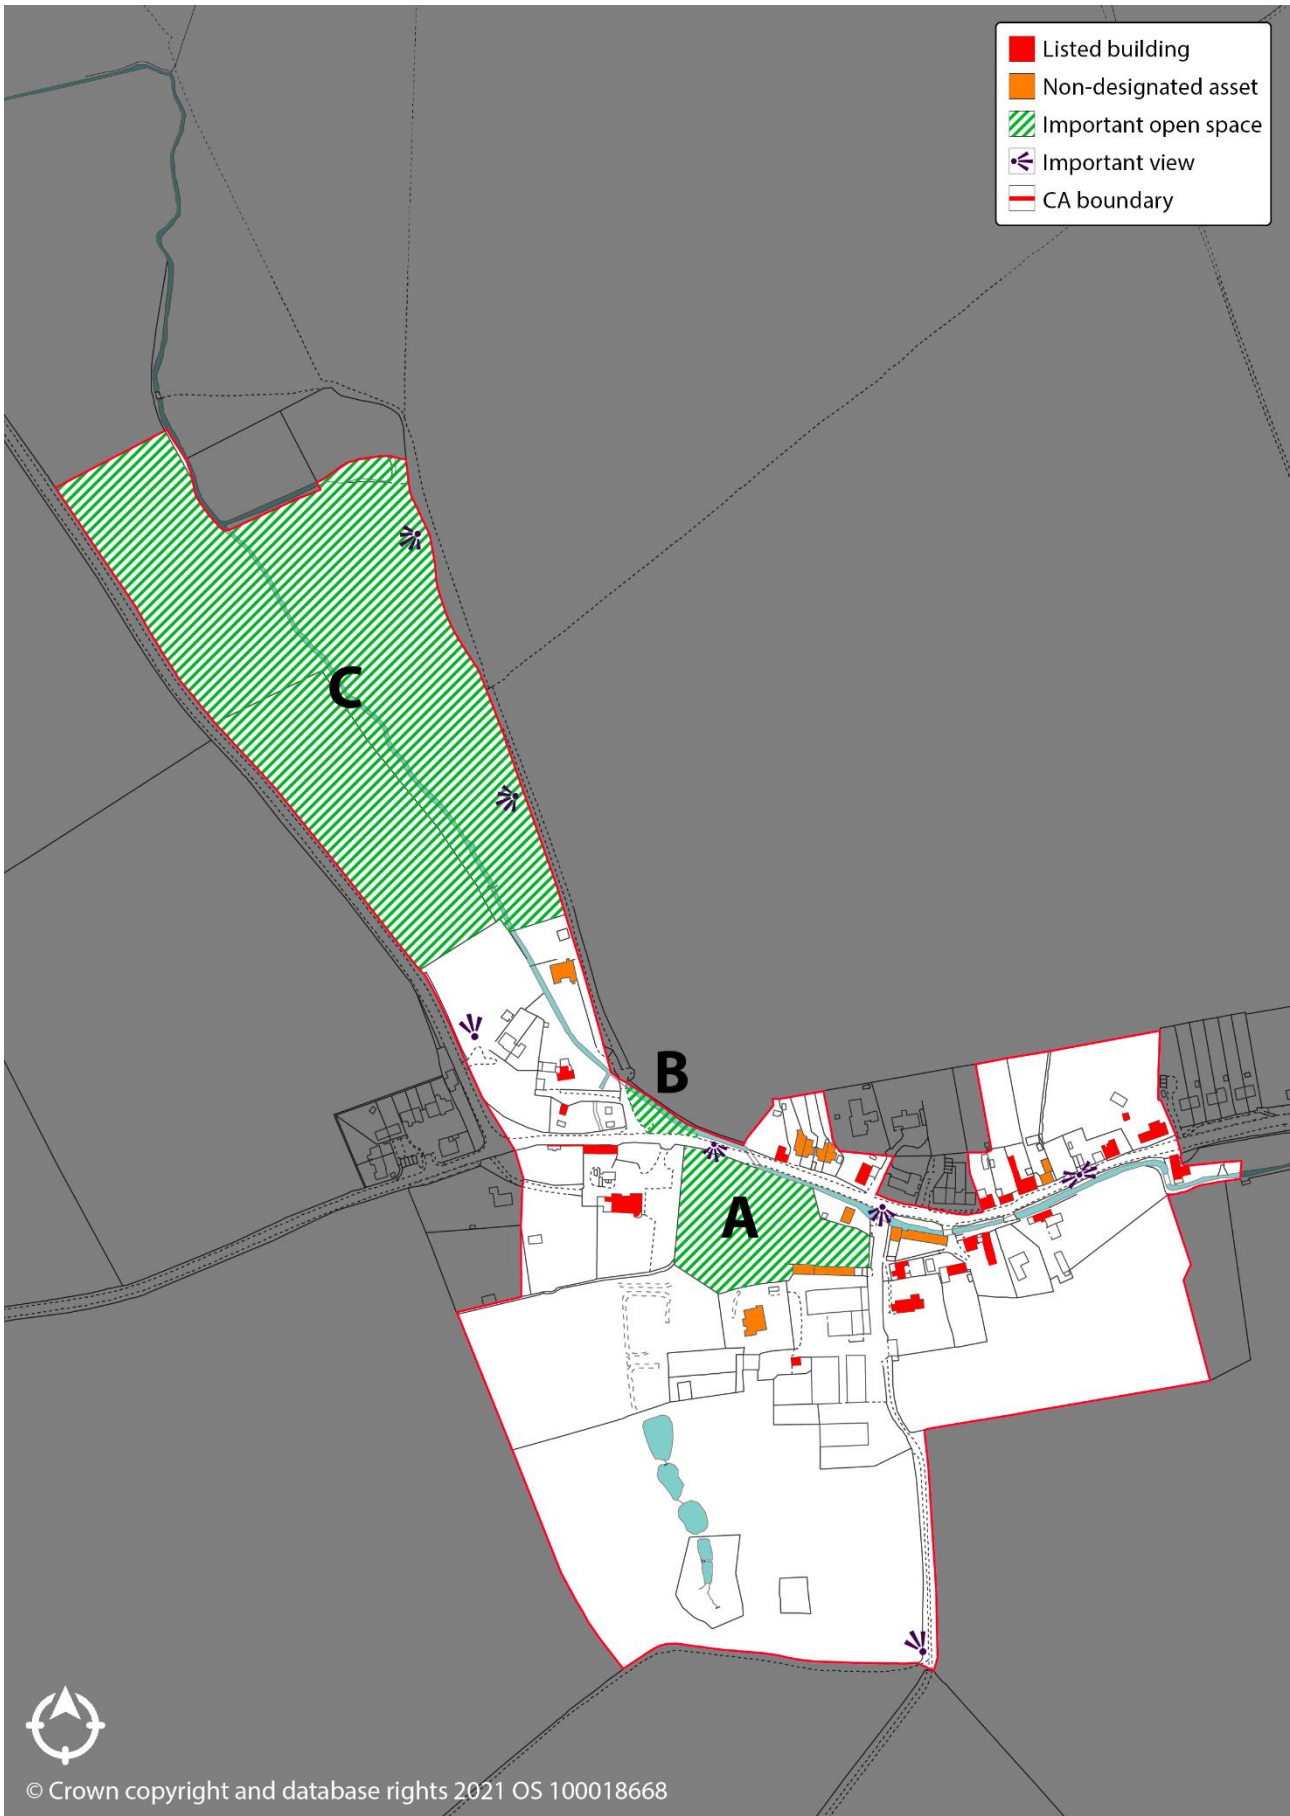 Listed building
Non-designated asset
Important open space
Important view
CA boundary
C
B
A
© Crown copyright and database rights 2021 OS 100018668